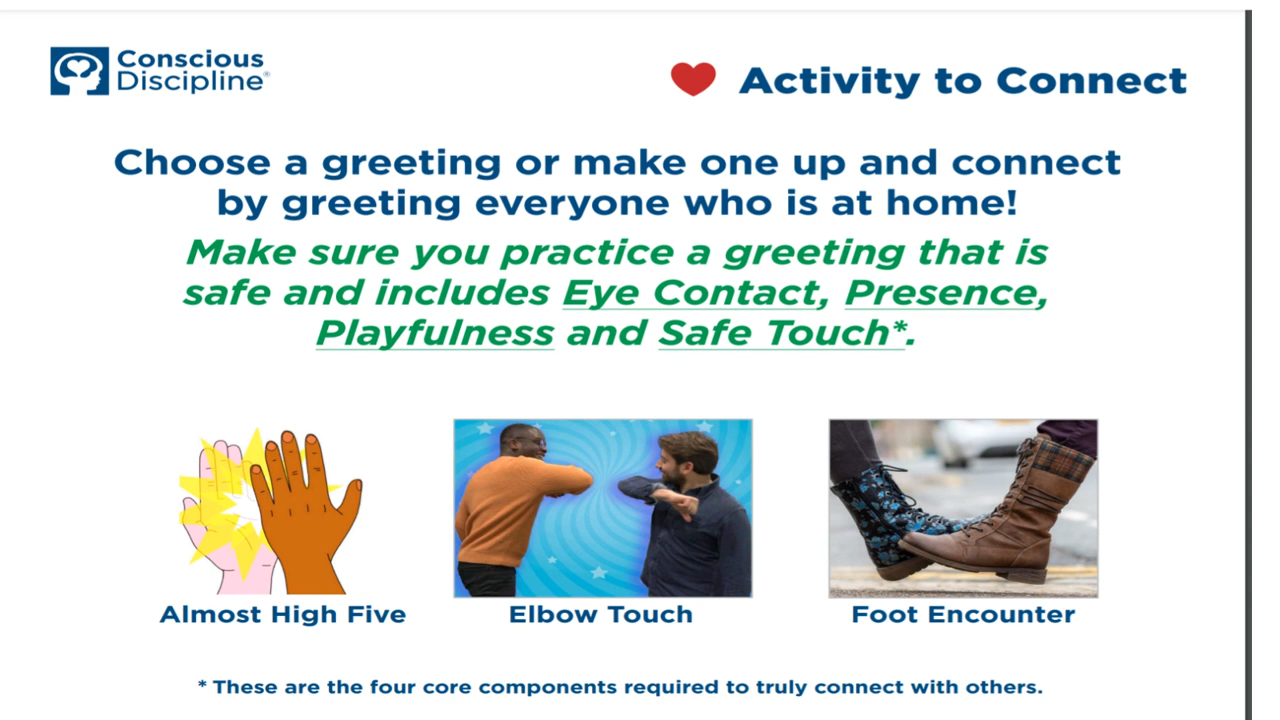 Conscious
Discipline®
Activity to Connect
Choose a greeting or make one up and connect
by greeting everyone who is at home!
Make sure you practice a greeting that is
safe and includes Eye Contact, Presence,
Playfulness and Safe Touch*.
Almost High Five
Elbow Touch
Foot Encounter
* These are the four core components required to truly connect with others.